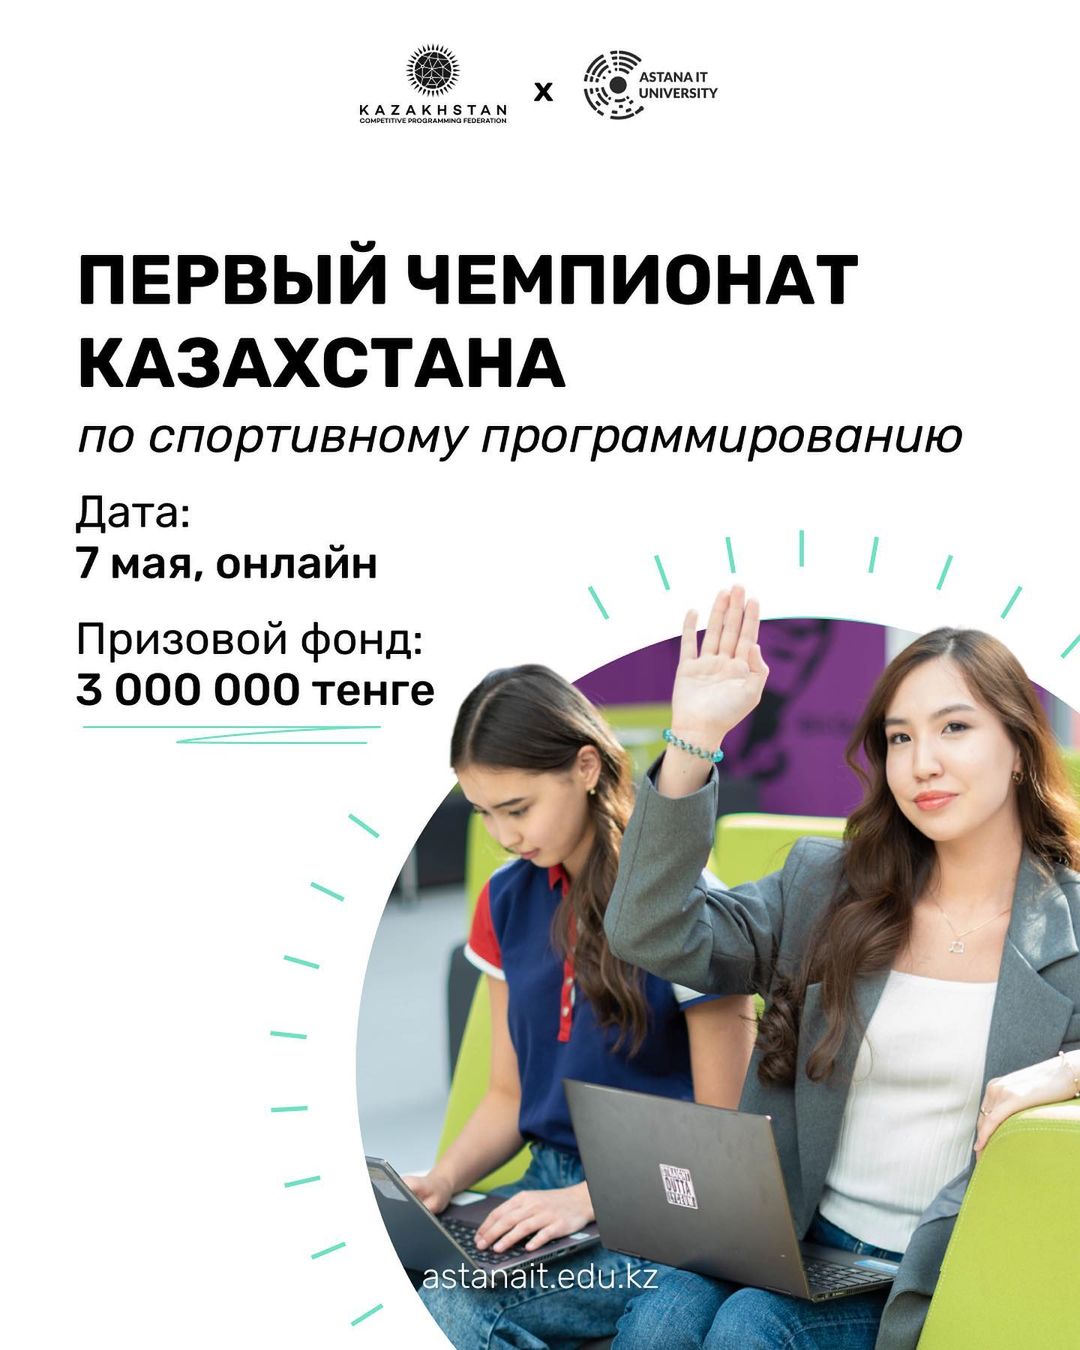 KAZAKHSTAN
COMPETITIVE PROGRAMMING FEDERATION
x
ASTANA IT
UNIVERSITY
ПЕРВЫЙ ЧЕМПИОНАТ
КАЗАХСТАНА
по спортивному программированию
Дата:
7 мая, онлайн
Призовой фонд:
3 000 000 тенге
OUTTA
astanait.edu.kz